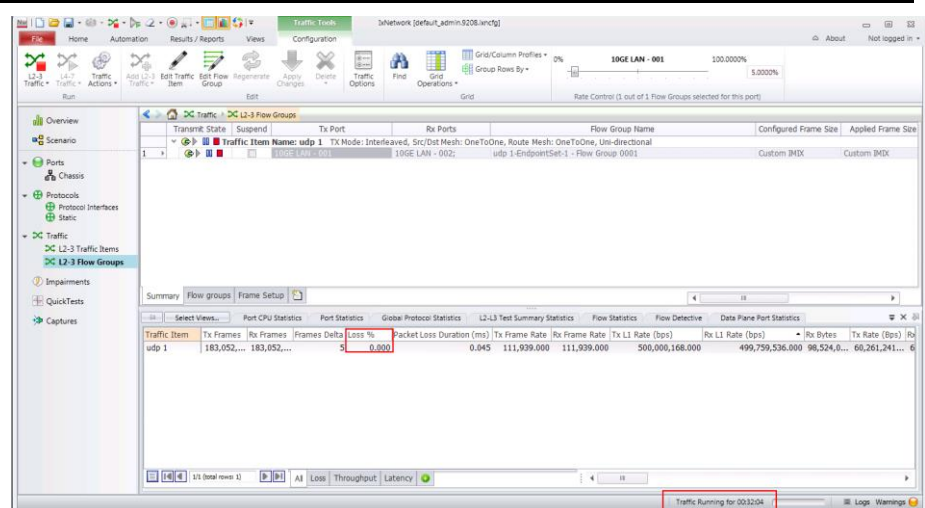 Traffic Tools
IxNetwork [default_admin.9208.ixncfg]
File Home Automation Results / Reports Views Configuration
About Not logged in
L2-3 Traffic
L4-7 Traffic
Traffic Actions
Add L2-3 Traffic
Edit Traffic Item
Edit Flow Group
Regenerate
Apply Changes
Delete
Traffic Options
Find
Grid Operations
Grid/Column Profiles
Group Rows By
0% 10GE LAN - 001 100.0000%
5.0000%
Run Edit Grid Rate Control (1 out of 1 Flow Groups selected for this port)
Overview
Scenario
Ports
Chassis
Protocols
Protocol Interfaces
Static
Traffic
L2-3 Traffic Items
L2-3 Flow Groups
Impairments
QuickTests
Captures
Traffic L2-3 Flow Groups
Transmit State Suspend Tx Port Rx Ports Flow Group Name Configured Frame Size Applied Frame Size
Traffic Item Name: udp 1 TX Mode: Interleaved, Src/Dst Mesh: OneToOne, Route Mesh: OneToOne, Uni-directional
1 10GE LAN - 001 10GE LAN - 002; udp 1-EndpointSet-1 - Flow Group 0001 Custom IMIX Custom IMIX
Summary Flow groups Frame Setup
Select Views... Port CPU Statistics Port Statistics Global Protocol Statistics L2-L3 Test Summary Statistics Flow Statistics Flow Detective Data Plane Port Statistics
Traffic Item Tx Frames Rx Frames Frames Delta Loss % Packet Loss Duration (ms) Tx Frame Rate Rx Frame Rate Tx L1 Rate (bps) Rx L1 Rate (bps) Rx Bytes Tx Rate (Bps) Rx
udp 1 183,052,... 183,052,... 5 0.000 0.045 111,939.000 111,939.000 500,000,168.000 499,759,536.000 98,524,0... 60,261,241... 6
1/1 (total rows: 1) All Loss Throughput Latency
Traffic Running for 00:32:04 Logs Warnings